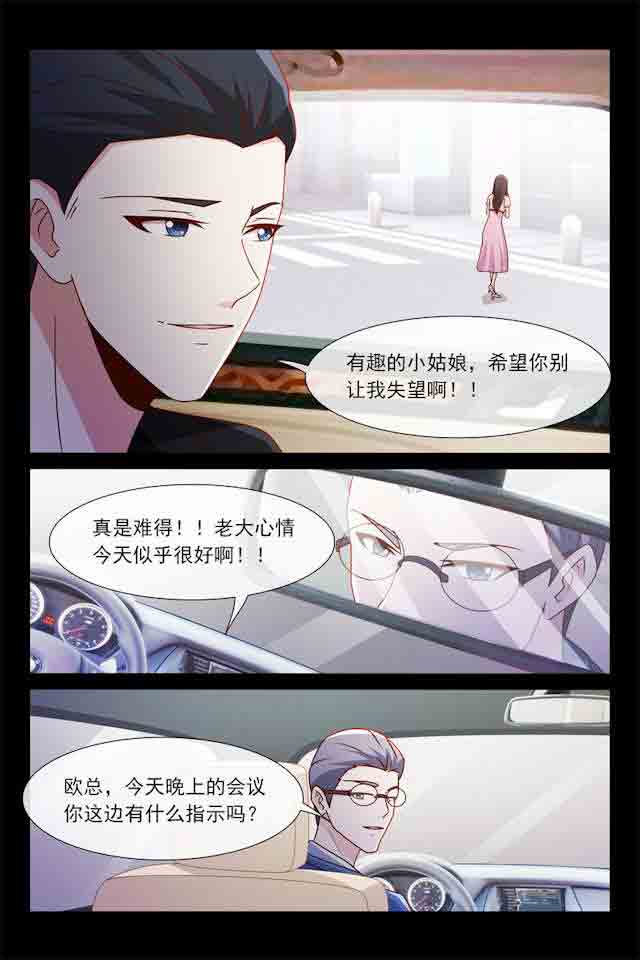 有趣的小姑娘，希望你别
让我失望啊！！
真是难得！！老大心情
今天似乎很好啊！！
欧总，今天晚上的会议
你这边有什么指示吗？